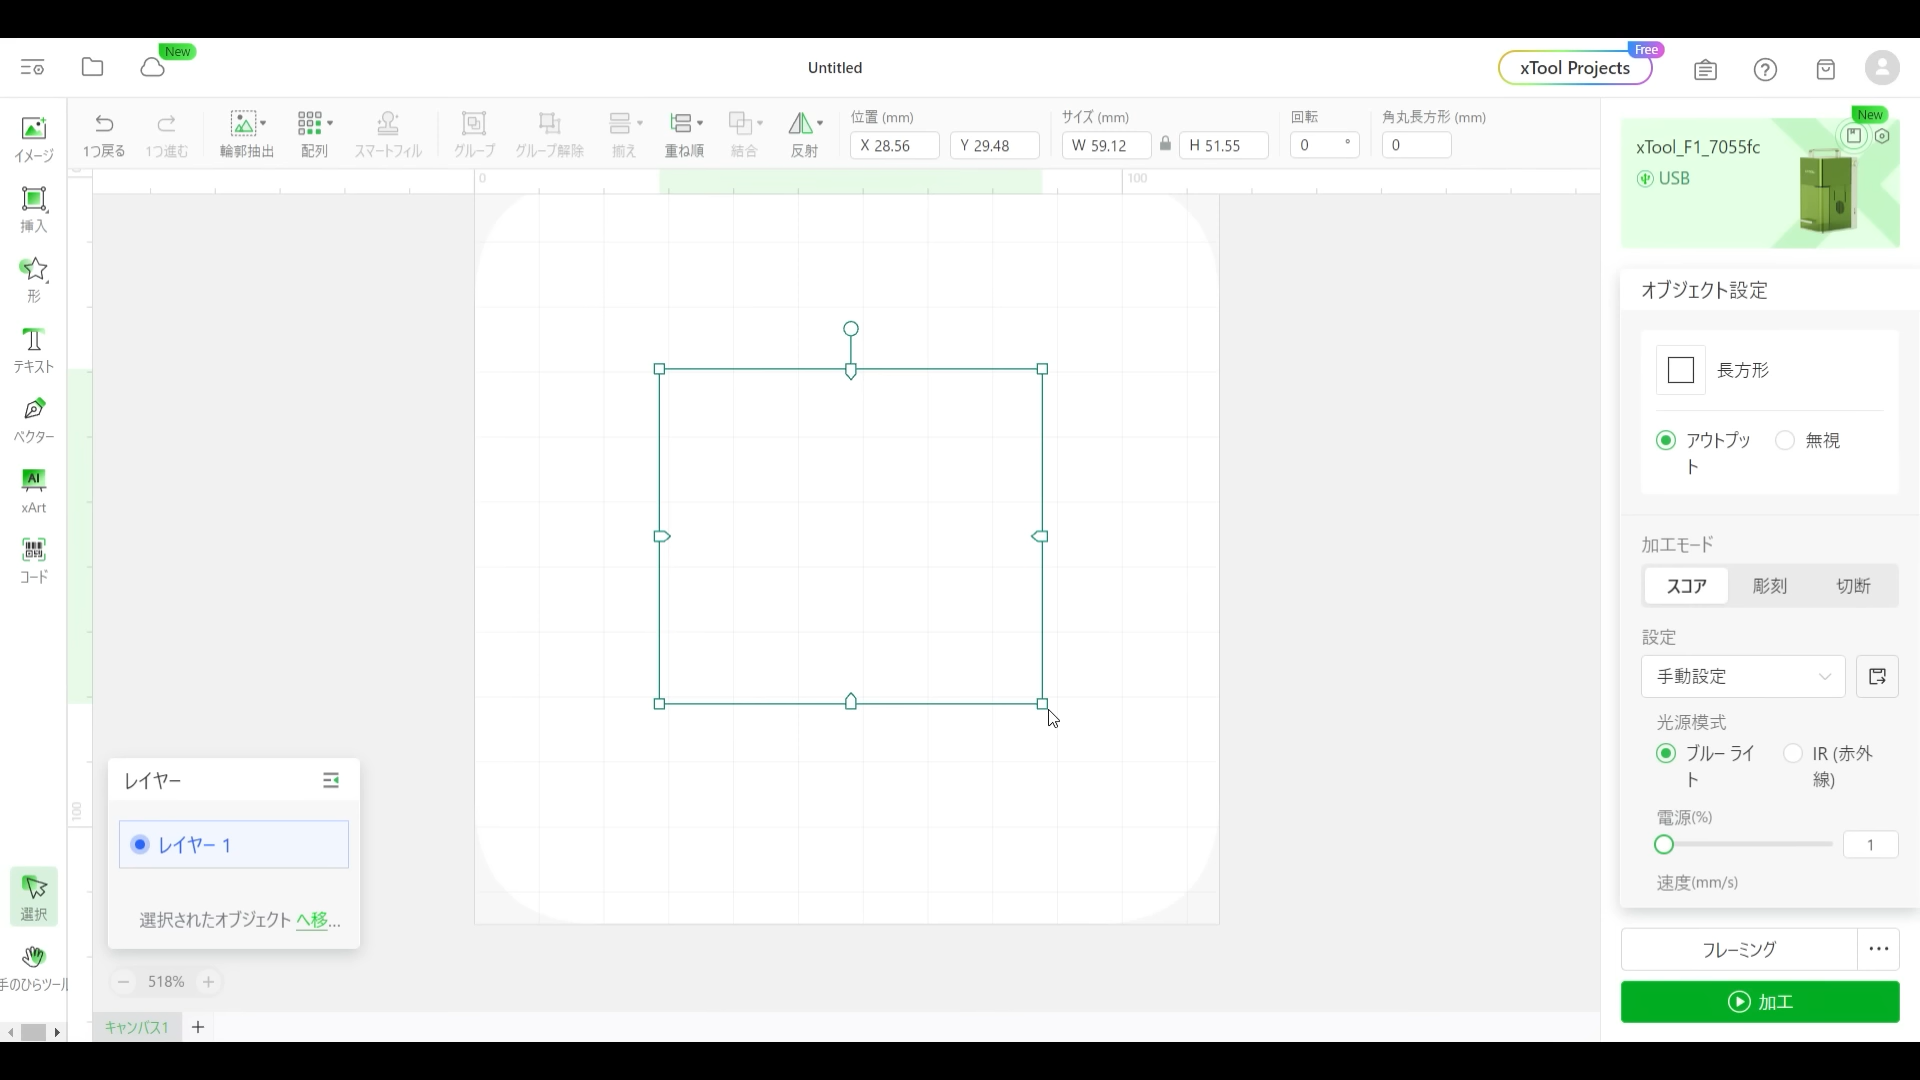 New
Untitled
Free
xTool Projects
1つ戻る
1つ進む
輪郭抽出
配列
スマートフィル
グループ
グループ解除
揃え
重ね順
結合
反射
位置 (mm)
X 28.56
Y 29.48
サイズ (mm)
W 59.12
H 51.55
回転
0 °
角丸長方形 (mm)
0
イメージ
挿入
形
テキスト
ベクター
AI
xArt
コード
選択
手のひらツール
0
100
100
New
xTool_F1_7055fc
USB
オブジェクト設定
長方形
アウトプッ
ト
無視
加工モード
スコア
彫刻
切断
設定
手動設定
光源模式
ブルー ライ
ト
IR (赤外
線)
電源(%)
1
速度(mm/s)
フレーミング
加工
レイヤー
レイヤー 1
選択されたオブジェクト へ移...
518%
キャンバス1